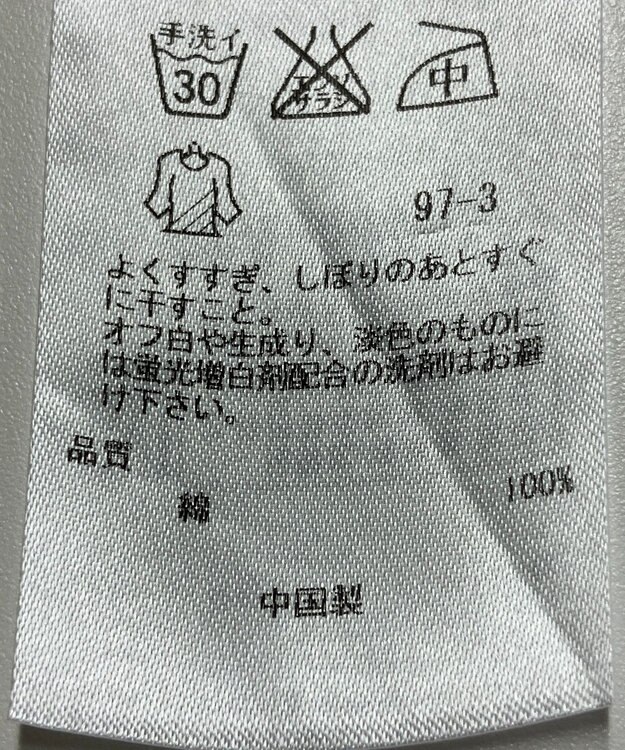 手洗イ
30
エンソ
サラシ
中
97-3
よくすすぎ、しぼりのあとすぐ
に干すこと。
オフ白や生成り、淡色のものに
は蛍光増白剤配合の洗剤はお避
け下さい。
品質
綿 100%
中国製